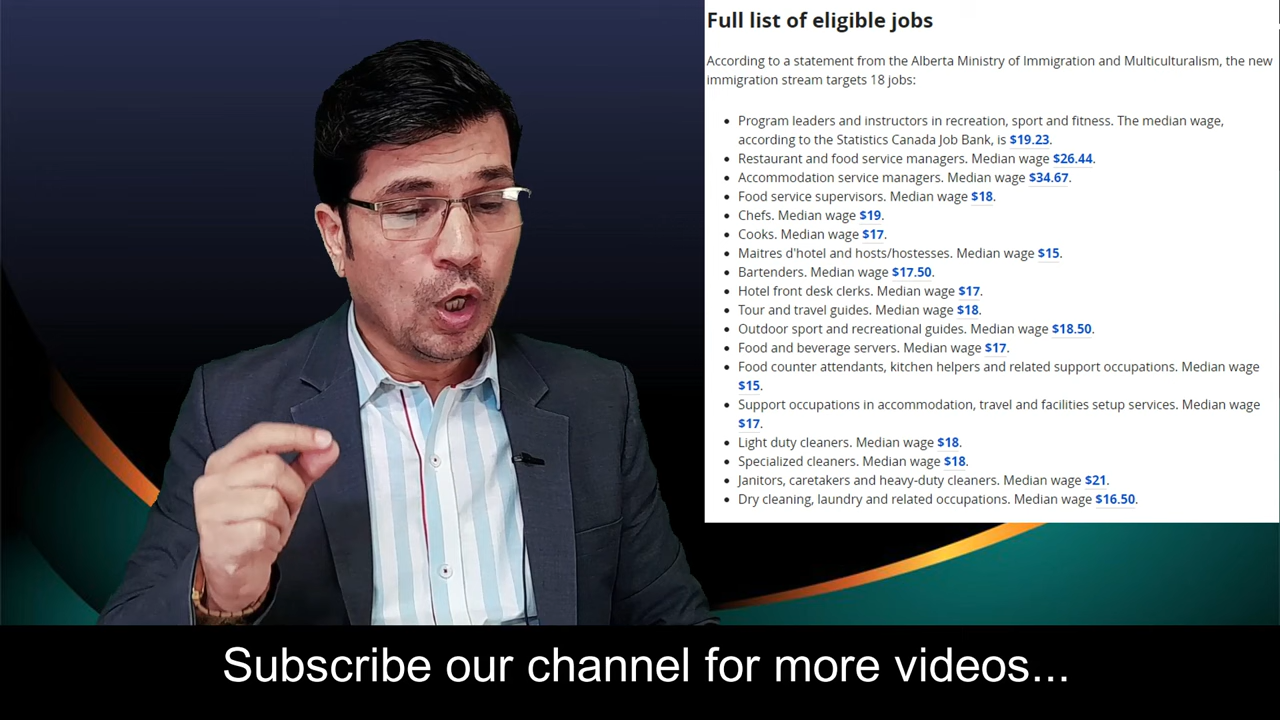 Full list of eligible jobs
According to a statement from the Alberta Ministry of Immigration and Multiculturalism, the new
immigration stream targets 18 jobs:
• Program leaders and instructors in recreation, sport and fitness. The median wage,
according to the Statistics Canada Job Bank, is $19.23.
• Restaurant and food service managers. Median wage $26.44.
• Accommodation service managers. Median wage $34.67.
• Food service supervisors. Median wage $18.
• Chefs. Median wage $19.
• Cooks. Median wage $17.
• Maitres d'hotel and hosts/hostesses. Median wage $15.
• Bartenders. Median wage $17.50.
• Hotel front desk clerks. Median wage $17.
• Tour and travel guides. Median wage $18.
• Outdoor sport and recreational guides. Median wage $18.50.
• Food and beverage servers. Median wage $17.
• Food counter attendants, kitchen helpers and related support occupations. Median wage
$15.
• Support occupations in accommodation, travel and facilities setup services. Median wage
$17.
• Light duty cleaners. Median wage $18.
• Specialized cleaners. Median wage $18.
• Janitors, caretakers and heavy-duty cleaners. Median wage $21.
• Dry cleaning, laundry and related occupations. Median wage $16.50.
Subscribe our channel for more videos...